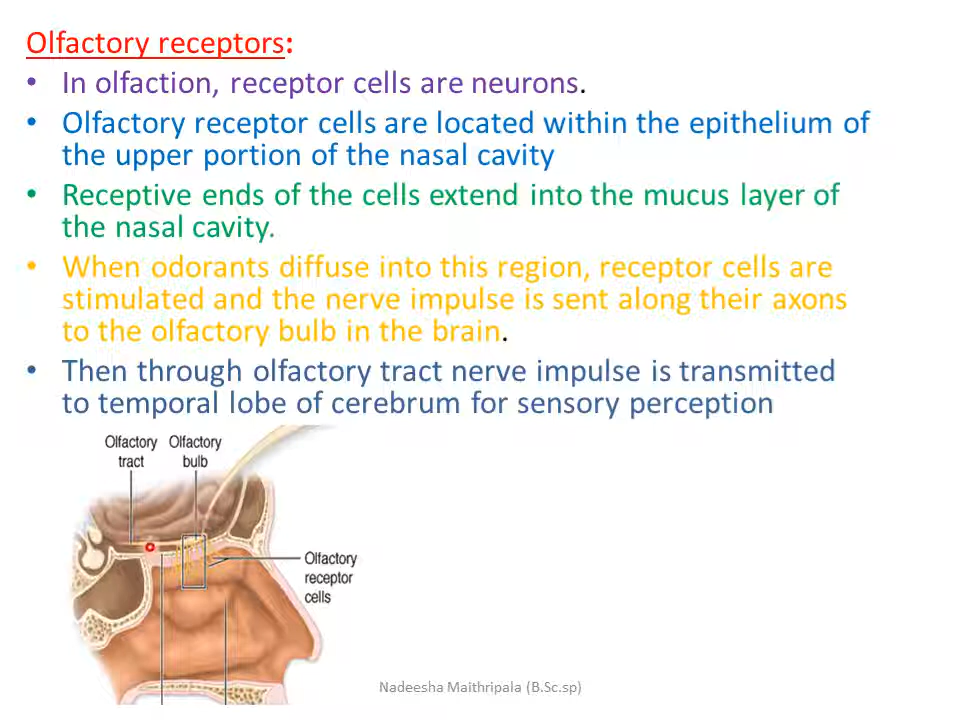 Olfactory receptors:
• In olfaction, receptor cells are neurons.
• Olfactory receptor cells are located within the epithelium of
the upper portion of the nasal cavity
• Receptive ends of the cells extend into the mucus layer of
the nasal cavity.
• When odorants diffuse into this region, receptor cells are
stimulated and the nerve impulse is sent along their axons
to the olfactory bulb in the brain.
• Then through olfactory tract nerve impulse is transmitted
to temporal lobe of cerebrum for sensory perception
Olfactory tract
Olfactory bulb
Olfactory
receptor
cells
Nadeesha Maithripala (B.Sc.sp)